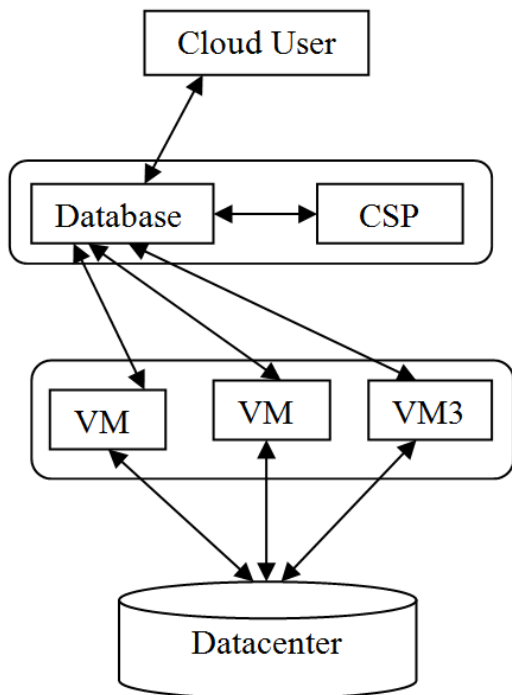 Cloud User
Database
CSP
VM
VM
VM3
Datacenter